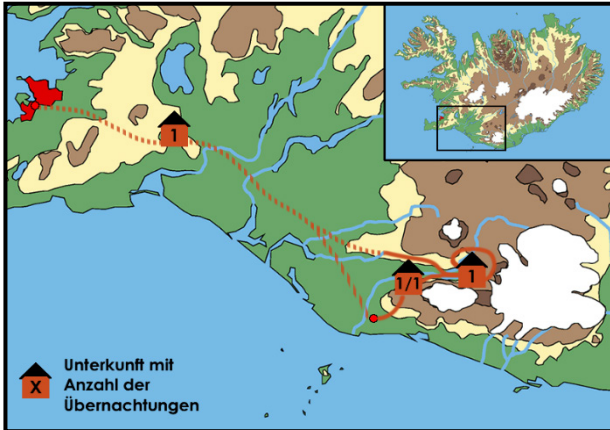 1
1/1
1
X
Unterkunft mit
Anzahl der
Übernachtungen